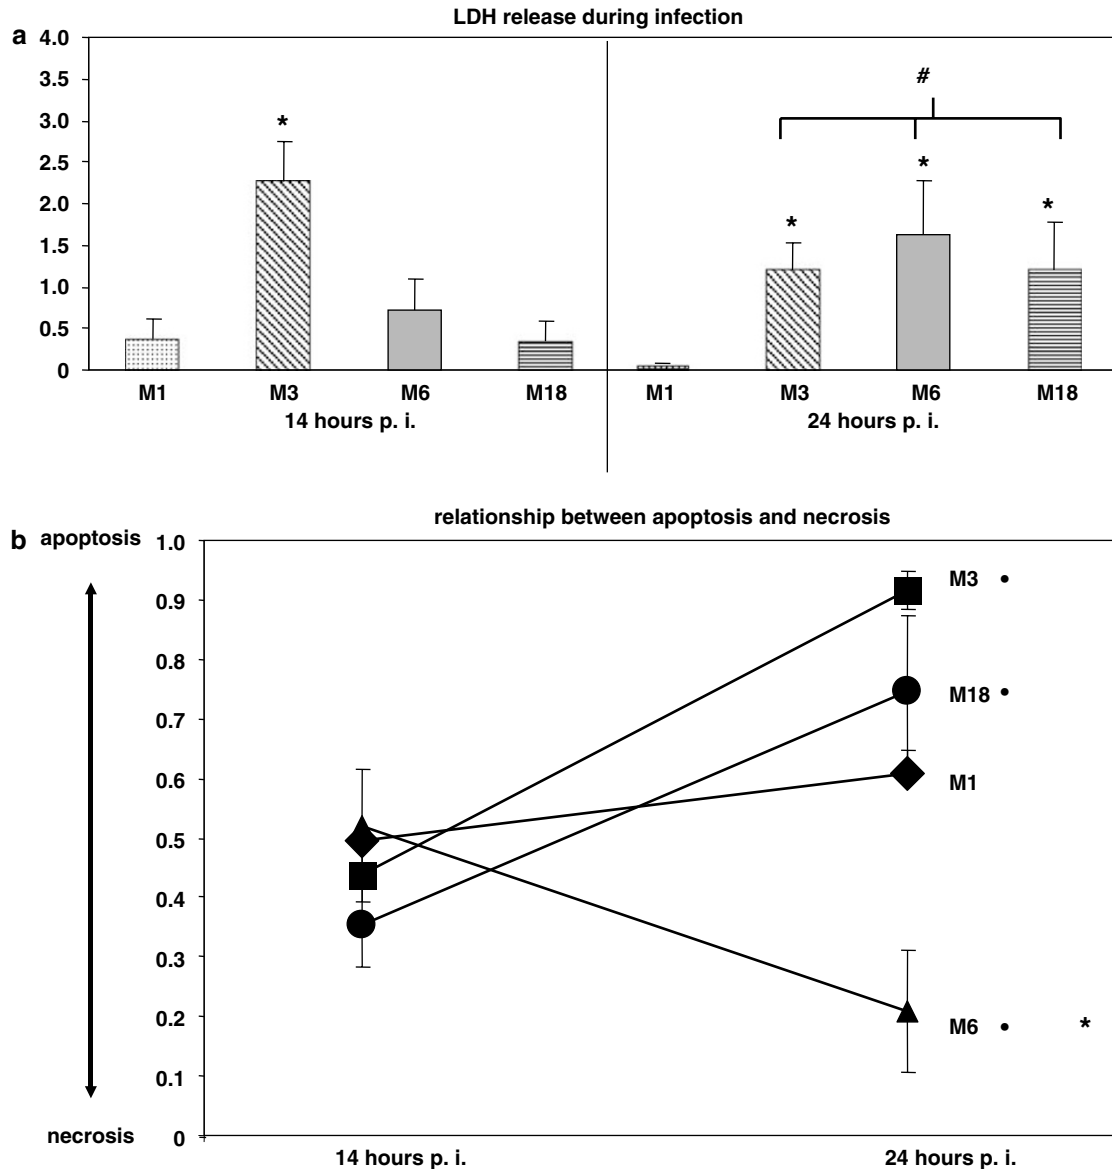 LDH release during infection
a
4.0
3.5
3.0
2.5
2.0
1.5
1.0
0.5
0
*
#
*
*
*
M1 M3 M6 M18 M1 M3 M6 M18
14 hours p. i. 24 hours p. i.
relationship between apoptosis and necrosis
b
apoptosis
necrosis
1.0
0.9
0.8
0.7
0.6
0.5
0.4
0.3
0.2
0.1
0
M3 •
M18 •
M1
M6 • *
14 hours p. i. 24 hours p. i.